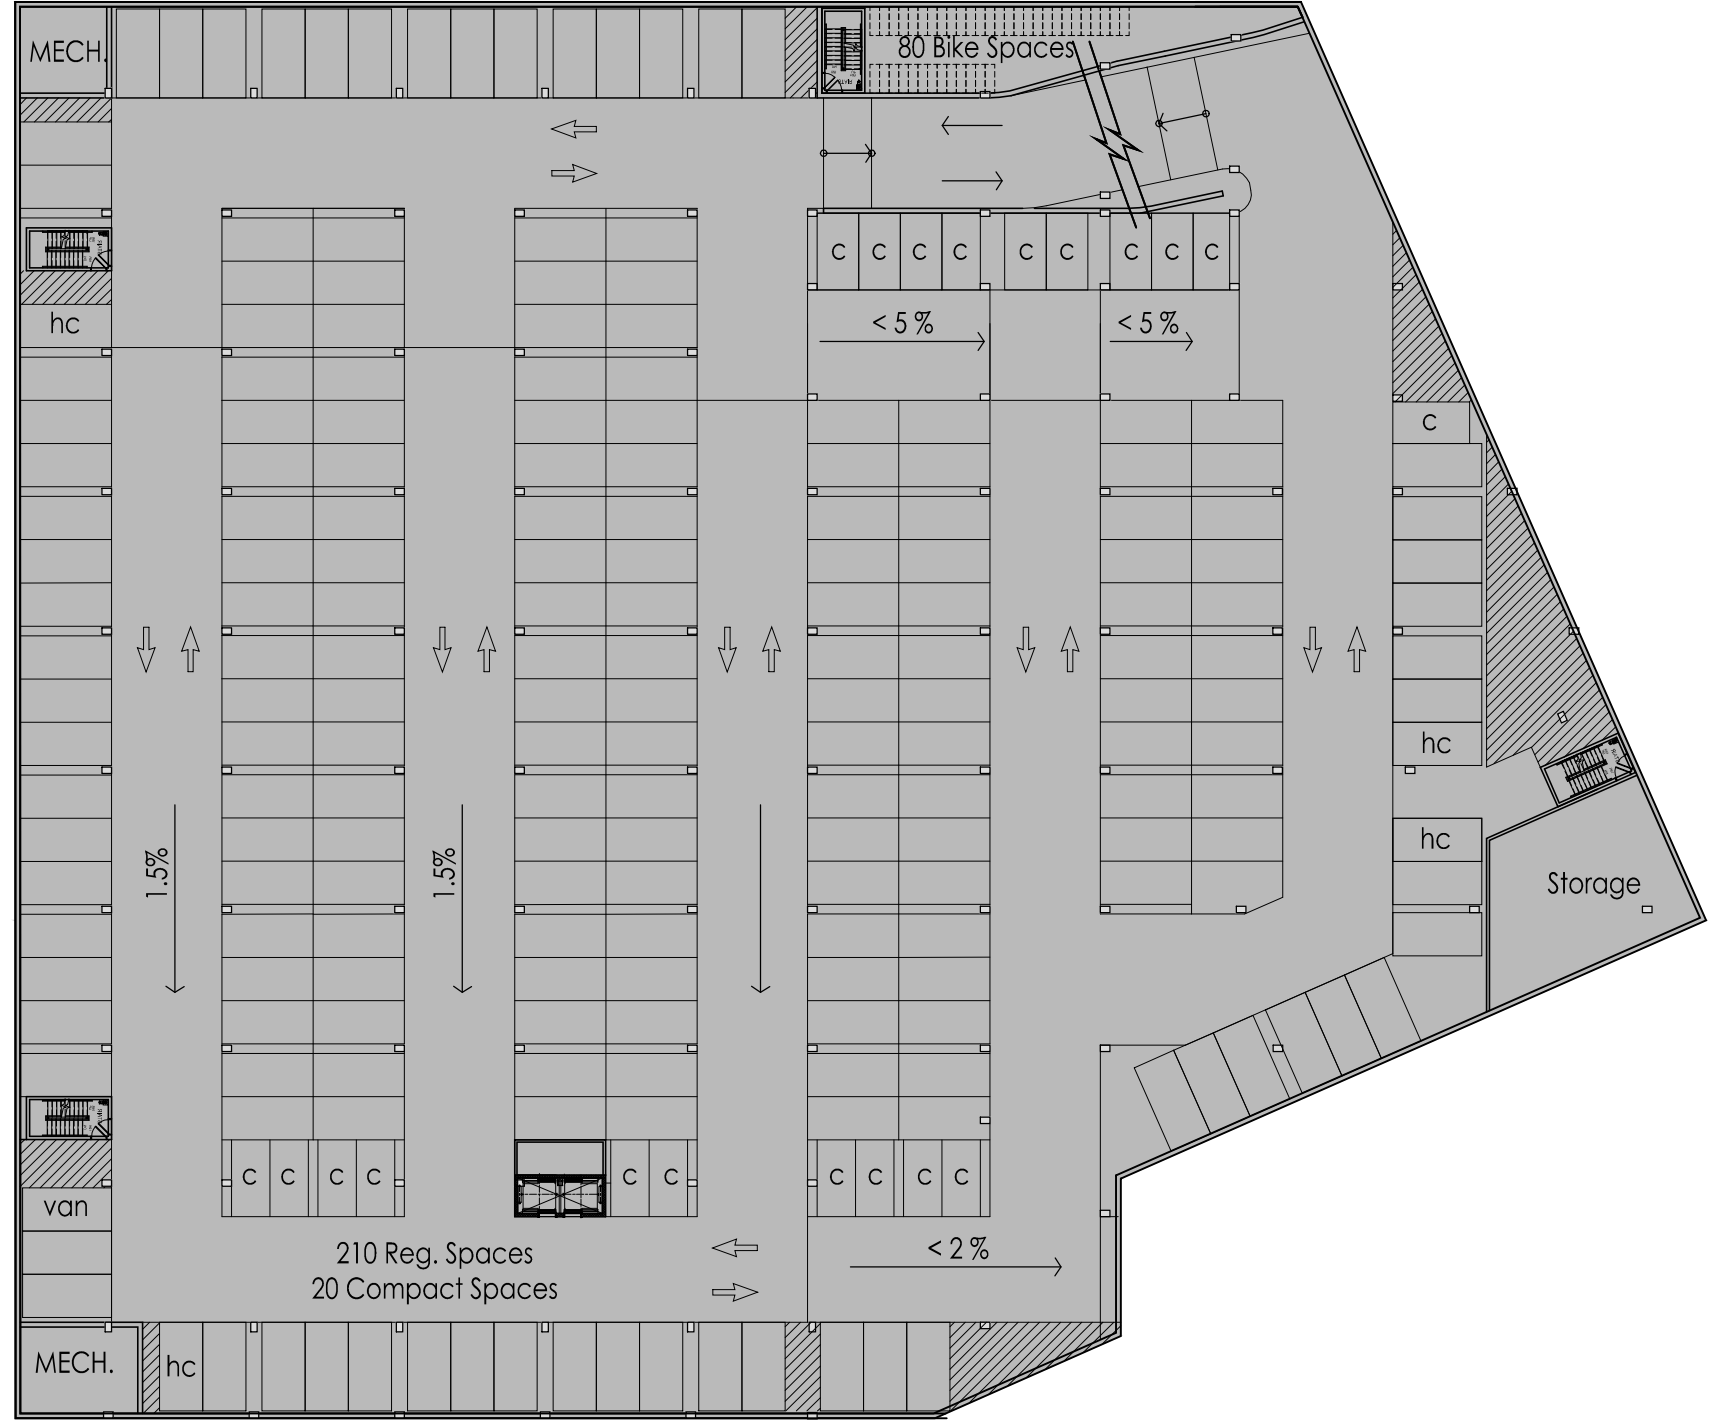 MECH.
80 Bike Spaces
c c c c c c c c c
hc
< 5 %
< 5 %
c
hc
1.5%
1.5%
hc
Storage
c c c c
c c
c c c c
van
210 Reg. Spaces
20 Compact Spaces
< 2 %
MECH.
hc